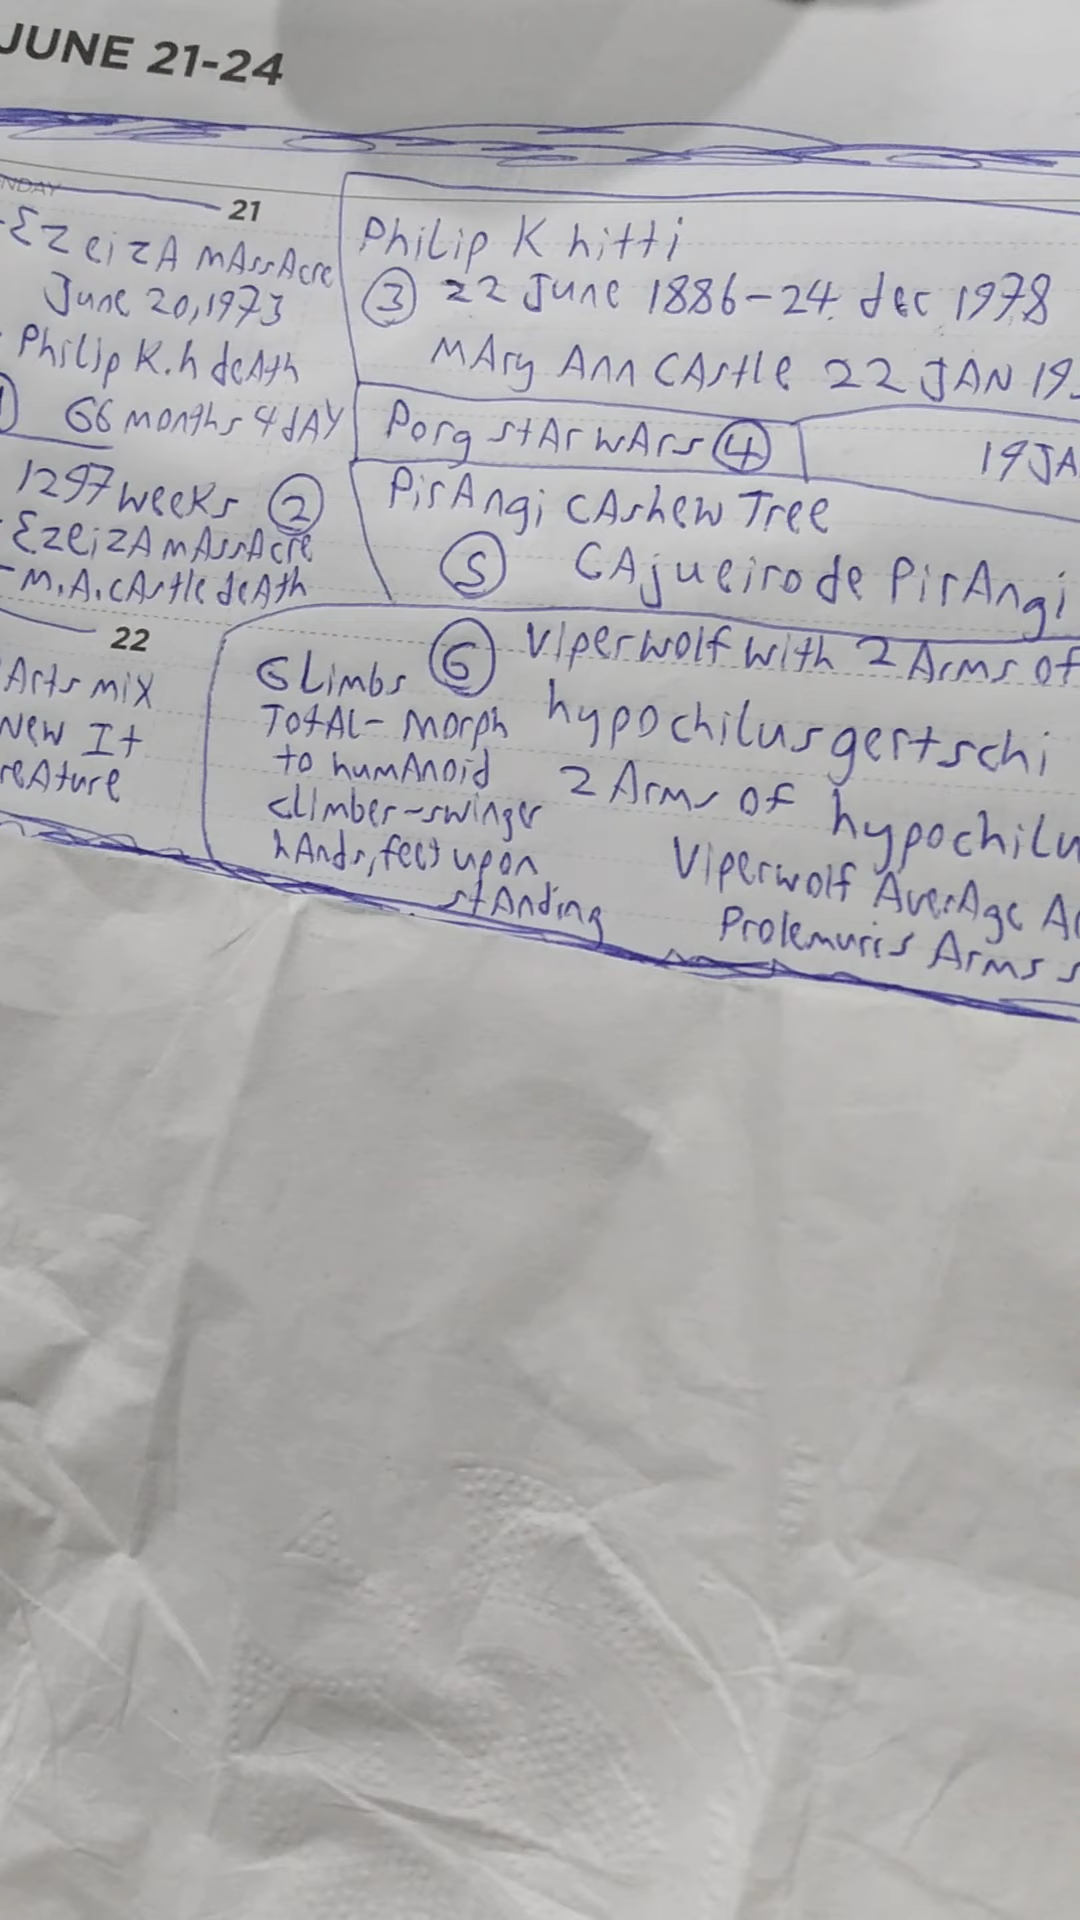 JUNE 21-24
21
Ezeiza mAssAcre
June 20,1973
Philip K.h deAth
66 months 4 dAY
1297 weeks ②
Ezeiza mAssAcre
-M.A.cAstle deAth
22
Arts mix
New It
reAture
Philip K hitti
③ 22 June 1886-24. dec 1978
MAry Ann CAstle 22 JAN 19
Porg stAr wArs ④
19 JA
PirAngi cAshew Tree
⑤ CAjueiro de PirAngi
⑥ Viperwolf with 2 Arms of
hypochilus gertschi
2 Arms of hypochilu
Viperwolf AverAge Ar
Prolemuris Arms s
6 Limbs
TotAL- morph
to humAnoid
climber-swinger
hAnds, feet upon
stAnding